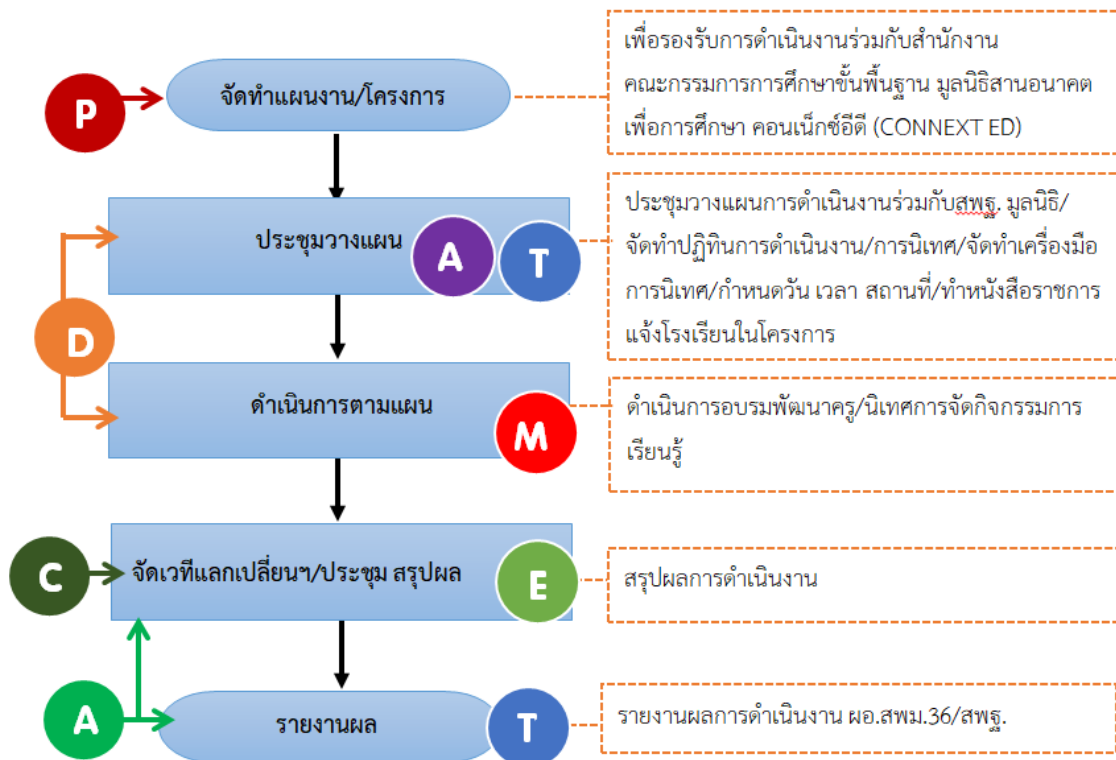 P
จัดทำแผนงาน/โครงการ
เพื่อรองรับการดำเนินงานร่วมกับสำนักงาน
คณะกรรมการการศึกษาขั้นพื้นฐาน มูลนิธิสานอนาคต
เพื่อการศึกษา คอนเน็กซ์อีดี (CONNEXT ED)
D
ประชุมวางแผน
A
T
ประชุมวางแผนการดำเนินงานร่วมกับสพฐ. มูลนิธิ/
จัดทำปฏิทินการดำเนินงาน/การนิเทศ/จัดทำเครื่องมือ
การนิเทศ/กำหนดวัน เวลา สถานที่/ทำหนังสือราชการ
แจ้งโรงเรียนในโครงการ
ดำเนินการตามแผน
M
ดำเนินการอบรมพัฒนาครู/นิเทศการจัดกิจกรรมการ
เรียนรู้
C
จัดเวทีแลกเปลี่ยนฯ/ประชุม สรุปผล
E
สรุปผลการดำเนินงาน
A
รายงานผล
T
รายงานผลการดำเนินงาน ผอ.สพม.36/สพฐ.